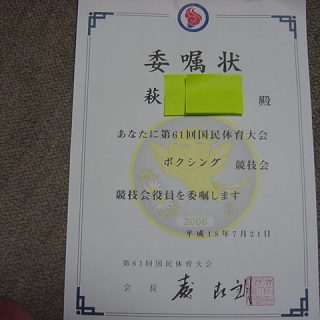 委嘱状
萩 殿
あなたに第61回国民体育大会
ボクシング 競技会
競技会役員を委嘱します
2006
平成18年7月21日
第61回国民体育大会
会長